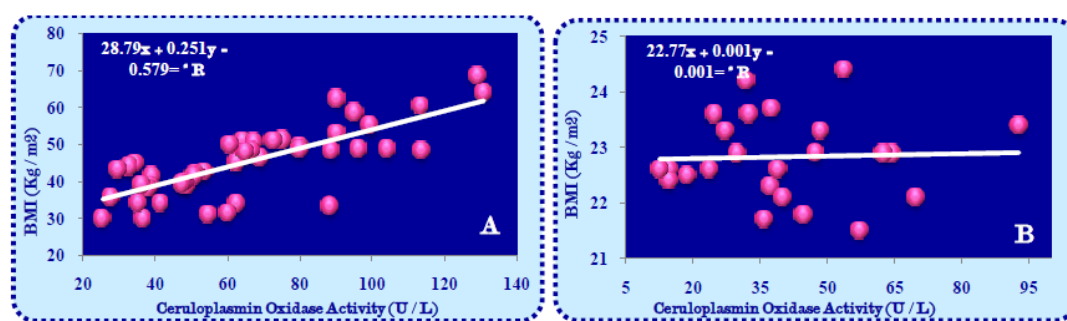 80
70
60
50
40
30
20
BMI (Kg / m2)
28.79x + 0.251y =
0.579= ² R
A
20 40 60 80 100 120 140
Ceruloplasmin Oxidase Activity (U / L)
25
24
23
22
21
BMI (Kg / m2)
22.77x + 0.001y =
0.001= ² R
B
5 20 35 50 65 80 95
Ceruloplasmin Oxidase Activity (U / L)